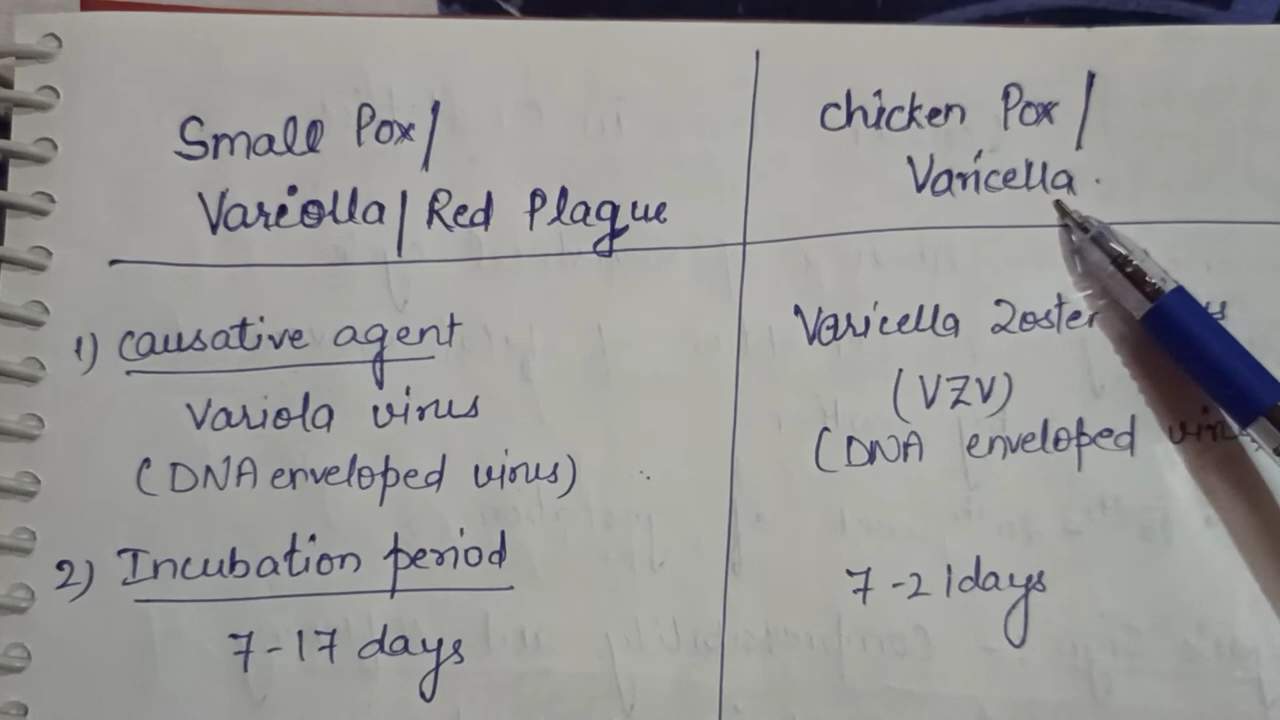 Small Pox/
Variolla/Red Plague
chicken Pox/
Varicella.
1) causative agent
Variola virus
(DNA enveloped virus)
Varicella Zoster
(VZV)
(DNA enveloped
2) Incubation period
7-17 days
7-21days